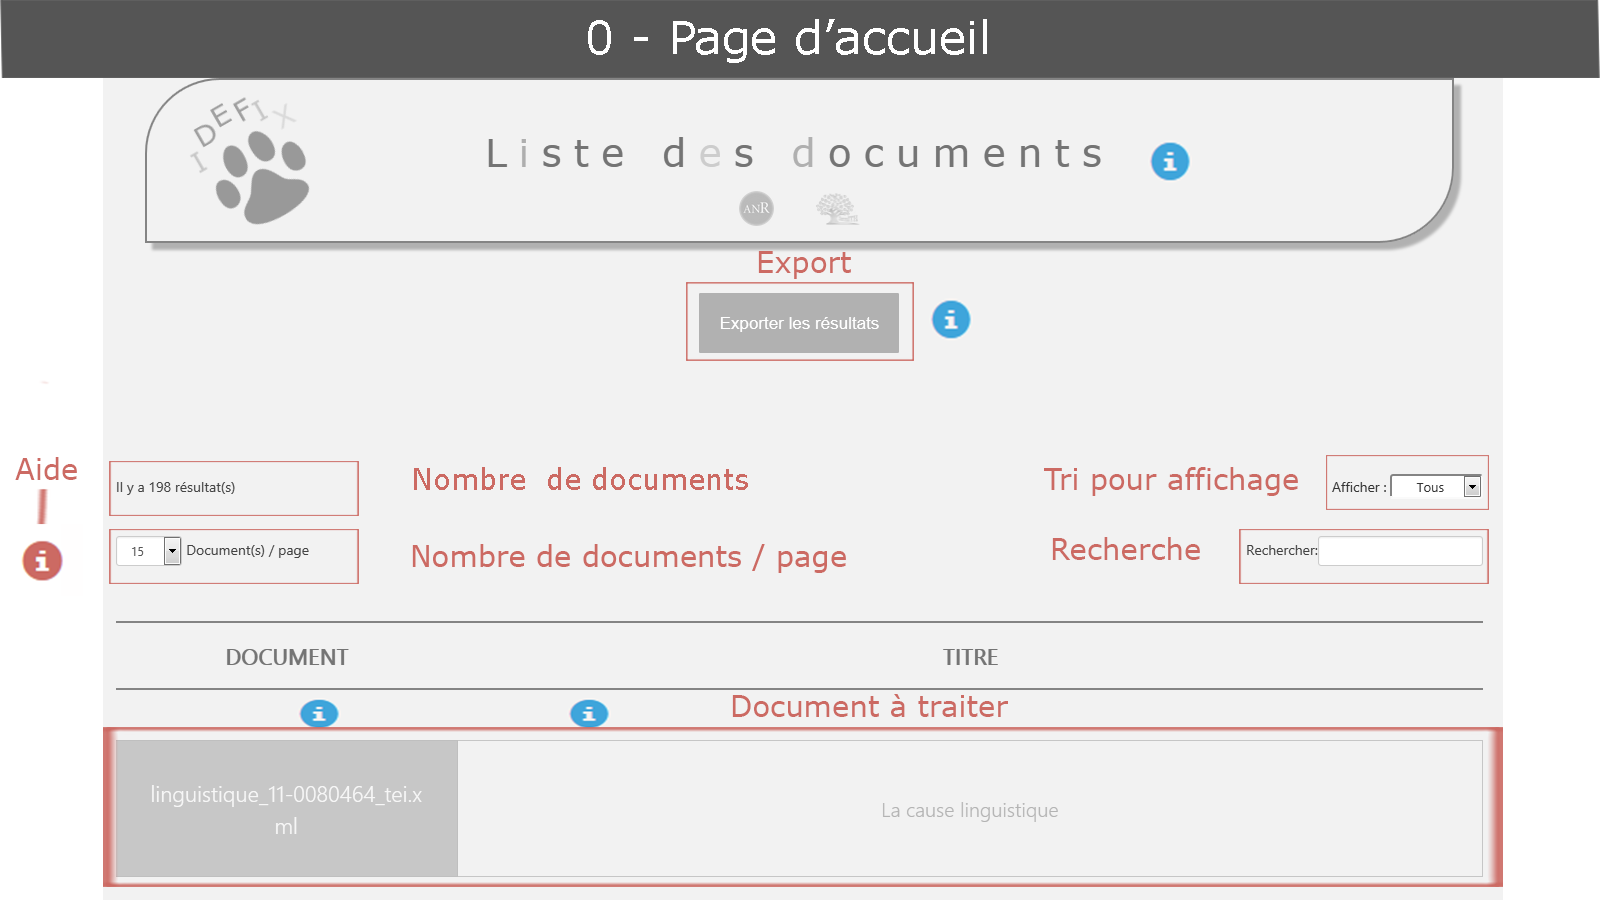 0 - Page d’accueil
IDEFIX
Liste des documents
ANR
Export
Exporter les résultats
Aide
Il y a 198 résultat(s)
Nombre de documents
Tri pour affichage
Afficher : Tous
15 Document(s) / page
Nombre de documents / page
Recherche
Rechercher:
DOCUMENT
TITRE
Document à traiter
linguistique_11-0080464_tei.x
ml
La cause linguistique